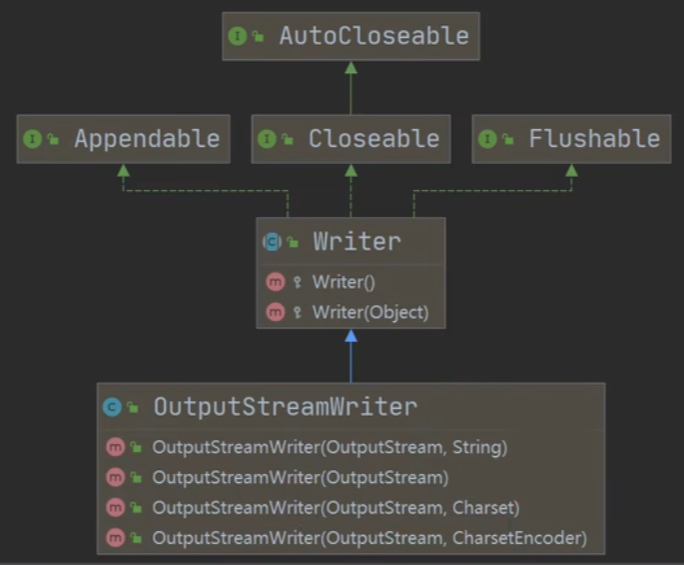 AutoCloseable
Appendable
Closeable
Flushable
Writer
Writer()
Writer(Object)
OutputStreamWriter
OutputStreamWriter(OutputStream, String)
OutputStreamWriter(OutputStream)
OutputStreamWriter(OutputStream, Charset)
OutputStreamWriter(OutputStream, CharsetEncoder)